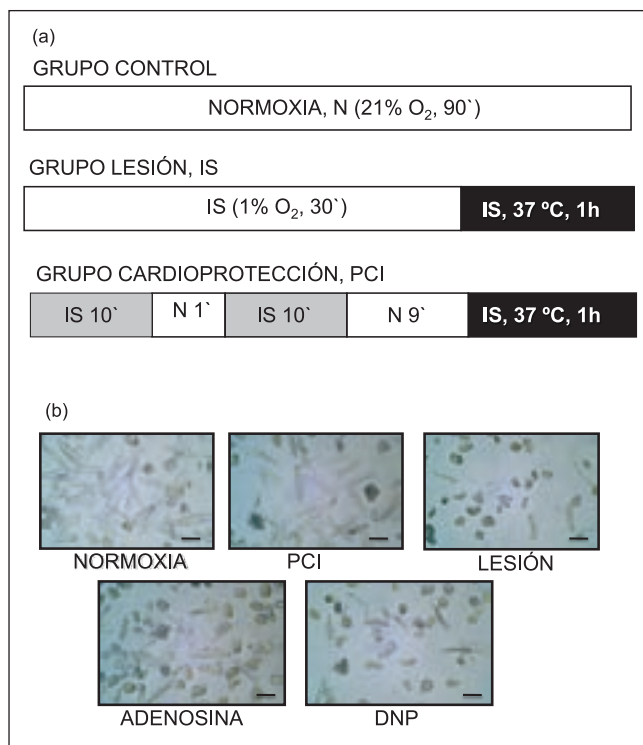 (a)
GRUPO CONTROL
NORMOXIA, N (21% O₂, 90`)
GRUPO LESIÓN, IS
IS (1% O₂, 30`)
IS, 37 ºC, 1h
GRUPO CARDIOPROTECCIÓN, PCI
IS 10`
N 1`
IS 10`
N 9`
IS, 37 ºC, 1h
(b)
NORMOXIA
PCI
LESIÓN
ADENOSINA
DNP